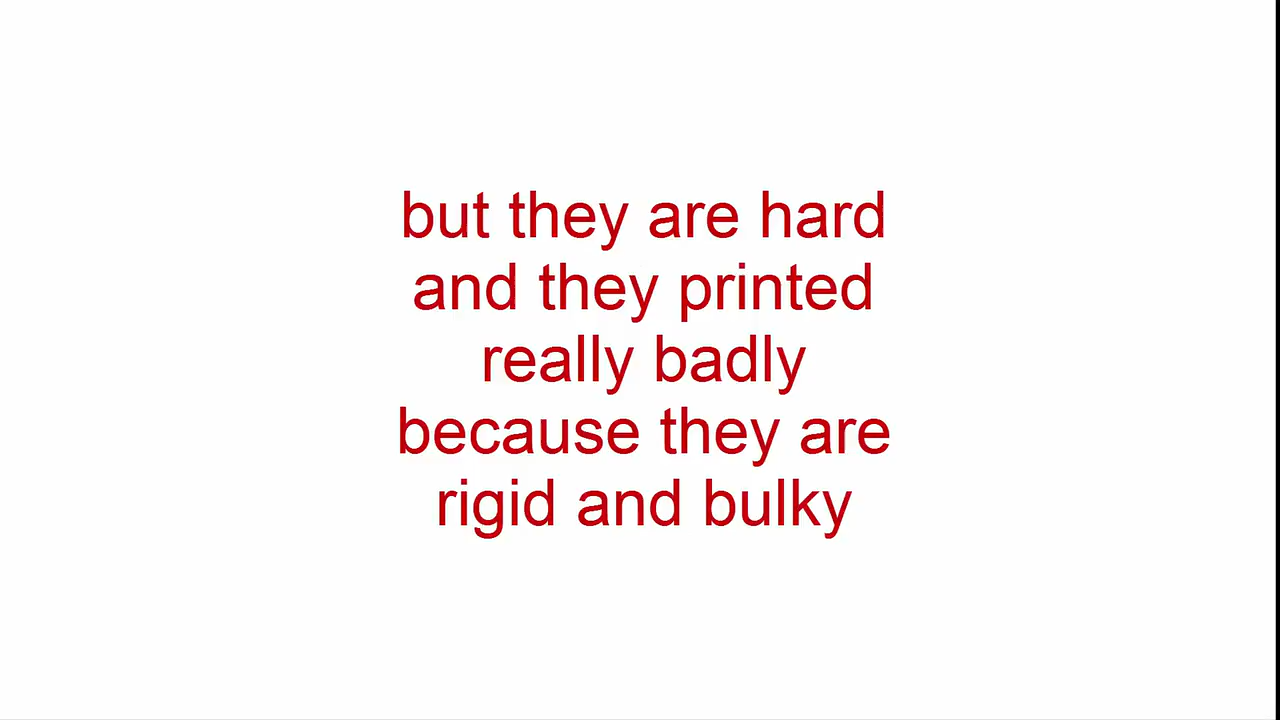 but they are hard
and they printed
really badly
because they are
rigid and bulky